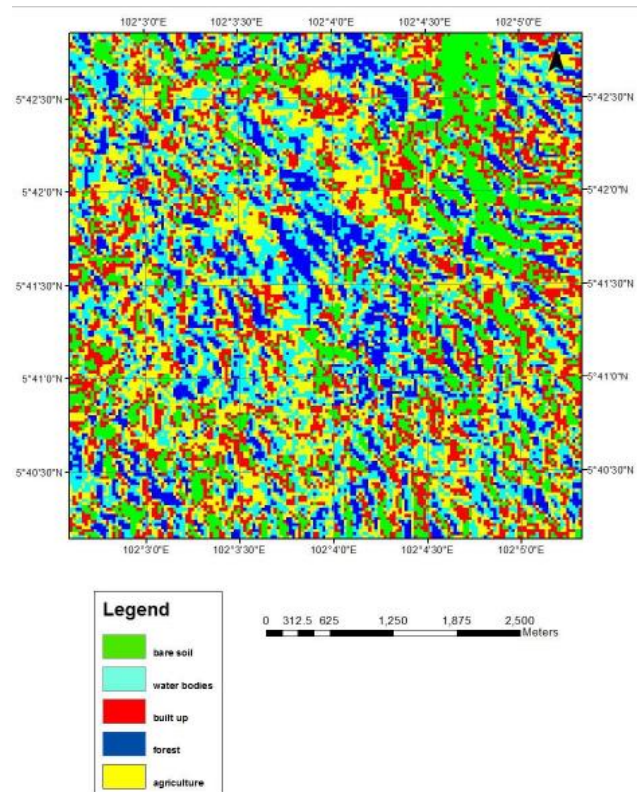 102°3'0"E 102°3'30"E 102°4'0"E 102°4'30"E 102°5'0"E
5°42'30"N 5°42'30"N
5°42'0"N 5°42'0"N
5°41'30"N 5°41'30"N
5°41'0"N 5°41'0"N
5°40'30"N 5°40'30"N
102°3'0"E 102°3'30"E 102°4'0"E 102°4'30"E 102°5'0"E
Legend
bare soil
water bodies
built up
forest
agriculture
0 312.5 625 1,250 1,875 2,500
Meters